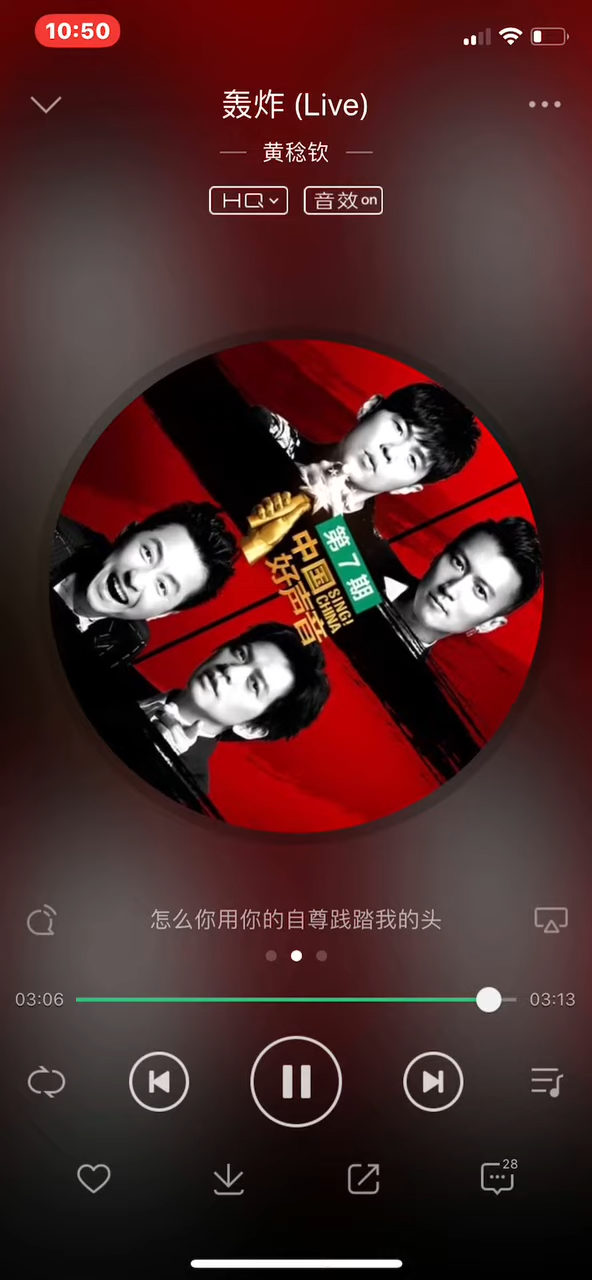 10:50
轰炸 (Live)
黄稔钦
HQ
音效on
第7期
中国
好声音
SING!
CHINA
怎么你用你的自尊践踏我的头
03:06
03:13
28